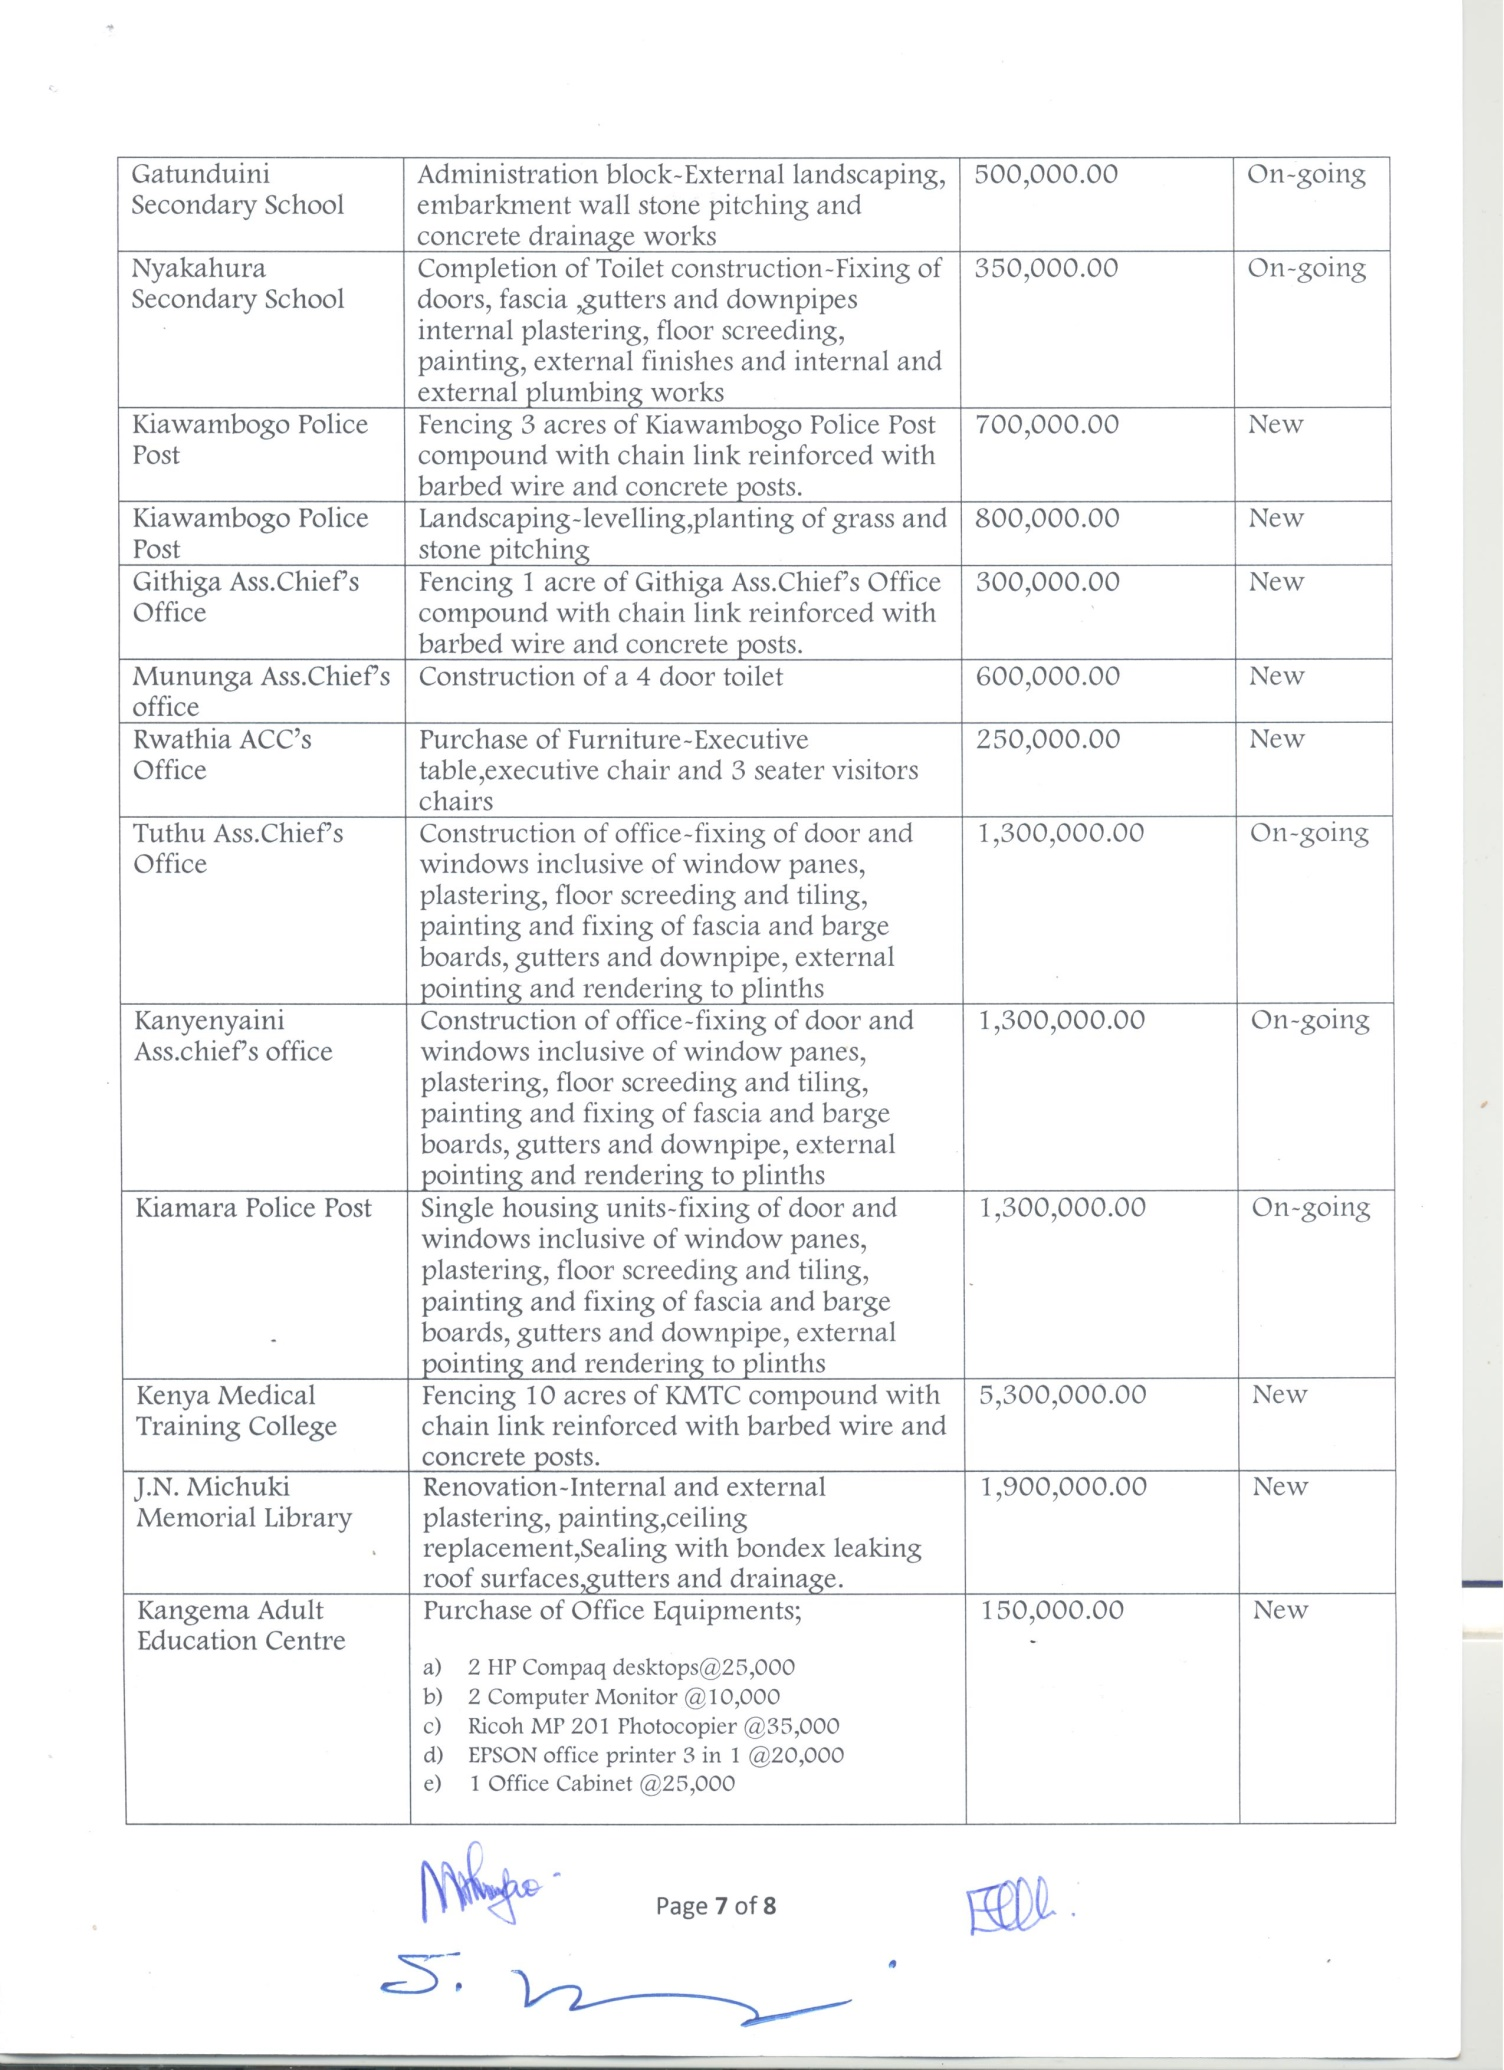 Gatunduini
Secondary School
Administration block-External landscaping,
embarkment wall stone pitching and
concrete drainage works
500,000.00
On-going
Nyakahura
Secondary School
Completion of Toilet construction-Fixing of
doors, fascia ,gutters and downpipes
internal plastering, floor screeding,
painting, external finishes and internal and
external plumbing works
350,000.00
On-going
Kiawambogo Police
Post
Fencing 3 acres of Kiawambogo Police Post
compound with chain link reinforced with
barbed wire and concrete posts.
700,000.00
New
Kiawambogo Police
Post
Landscaping-levelling,planting of grass and
stone pitching
800,000.00
New
Githiga Ass.Chief's
Office
Fencing 1 acre of Githiga Ass.Chief's Office
compound with chain link reinforced with
barbed wire and concrete posts.
300,000.00
New
Mununga Ass.Chief's
office
Construction of a 4 door toilet
600,000.00
New
Rwathia ACC's
Office
Purchase of Furniture-Executive
table,executive chair and 3 seater visitors
chairs
250,000.00
New
Tuthu Ass.Chief's
Office
Construction of office-fixing of door and
windows inclusive of window panes,
plastering, floor screeding and tiling,
painting and fixing of fascia and barge
boards, gutters and downpipe, external
pointing and rendering to plinths
1,300,000.00
On-going
Kanyenyaini
Ass.chief's office
Construction of office-fixing of door and
windows inclusive of window panes,
plastering, floor screeding and tiling,
painting and fixing of fascia and barge
boards, gutters and downpipe, external
pointing and rendering to plinths
1,300,000.00
On-going
Kiamara Police Post
Single housing units-fixing of door and
windows inclusive of window panes,
plastering, floor screeding and tiling,
painting and fixing of fascia and barge
boards, gutters and downpipe, external
pointing and rendering to plinths
1,300,000.00
On-going
Kenya Medical
Training College
Fencing 10 acres of KMTC compound with
chain link reinforced with barbed wire and
concrete posts.
5,300,000.00
New
J.N. Michuki
Memorial Library
Renovation-Internal and external
plastering, painting,ceiling
replacement,Sealing with bondex leaking
roof surfaces,gutters and drainage.
1,900,000.00
New
Kangema Adult
Education Centre
Purchase of Office Equipments;
a) 2 HP Compaq desktops@25,000
b) 2 Computer Monitor @10,000
c) Ricoh MP 201 Photocopier @35,000
d) EPSON office printer 3 in 1 @20,000
e) 1 Office Cabinet @25,000
150,000.00
New
Page 7 of 8